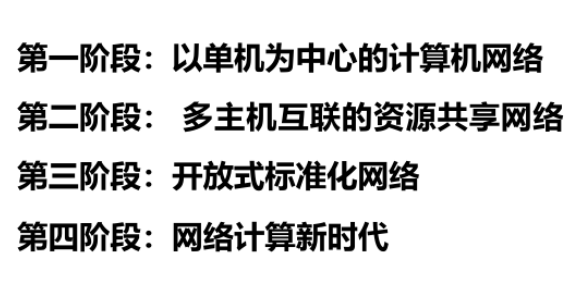 第一阶段：以单机为中心的计算机网络
第二阶段： 多主机互联的资源共享网络
第三阶段：开放式标准化网络
第四阶段：网络计算新时代